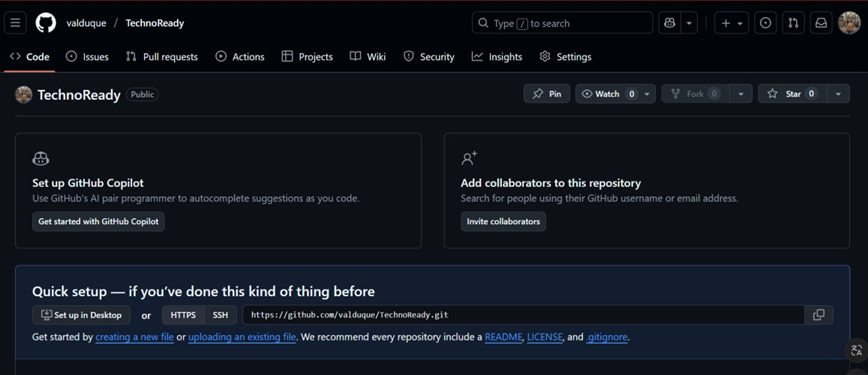 valduque / TechnoReady Type / to search
Code Issues Pull requests Actions Projects Wiki Security Insights Settings
TechnoReady Public Pin Watch 0 Fork 0 Star 0
Set up GitHub Copilot
Use GitHub's AI pair programmer to autocomplete suggestions as you code.
Get started with GitHub Copilot
Add collaborators to this repository
Search for people using their GitHub username or email address.
Invite collaborators
Quick setup — if you've done this kind of thing before
Set up in Desktop or HTTPS SSH https://github.com/valduque/TechnoReady.git
Get started by creating a new file or uploading an existing file. We recommend every repository include a README, LICENSE, and .gitignore.